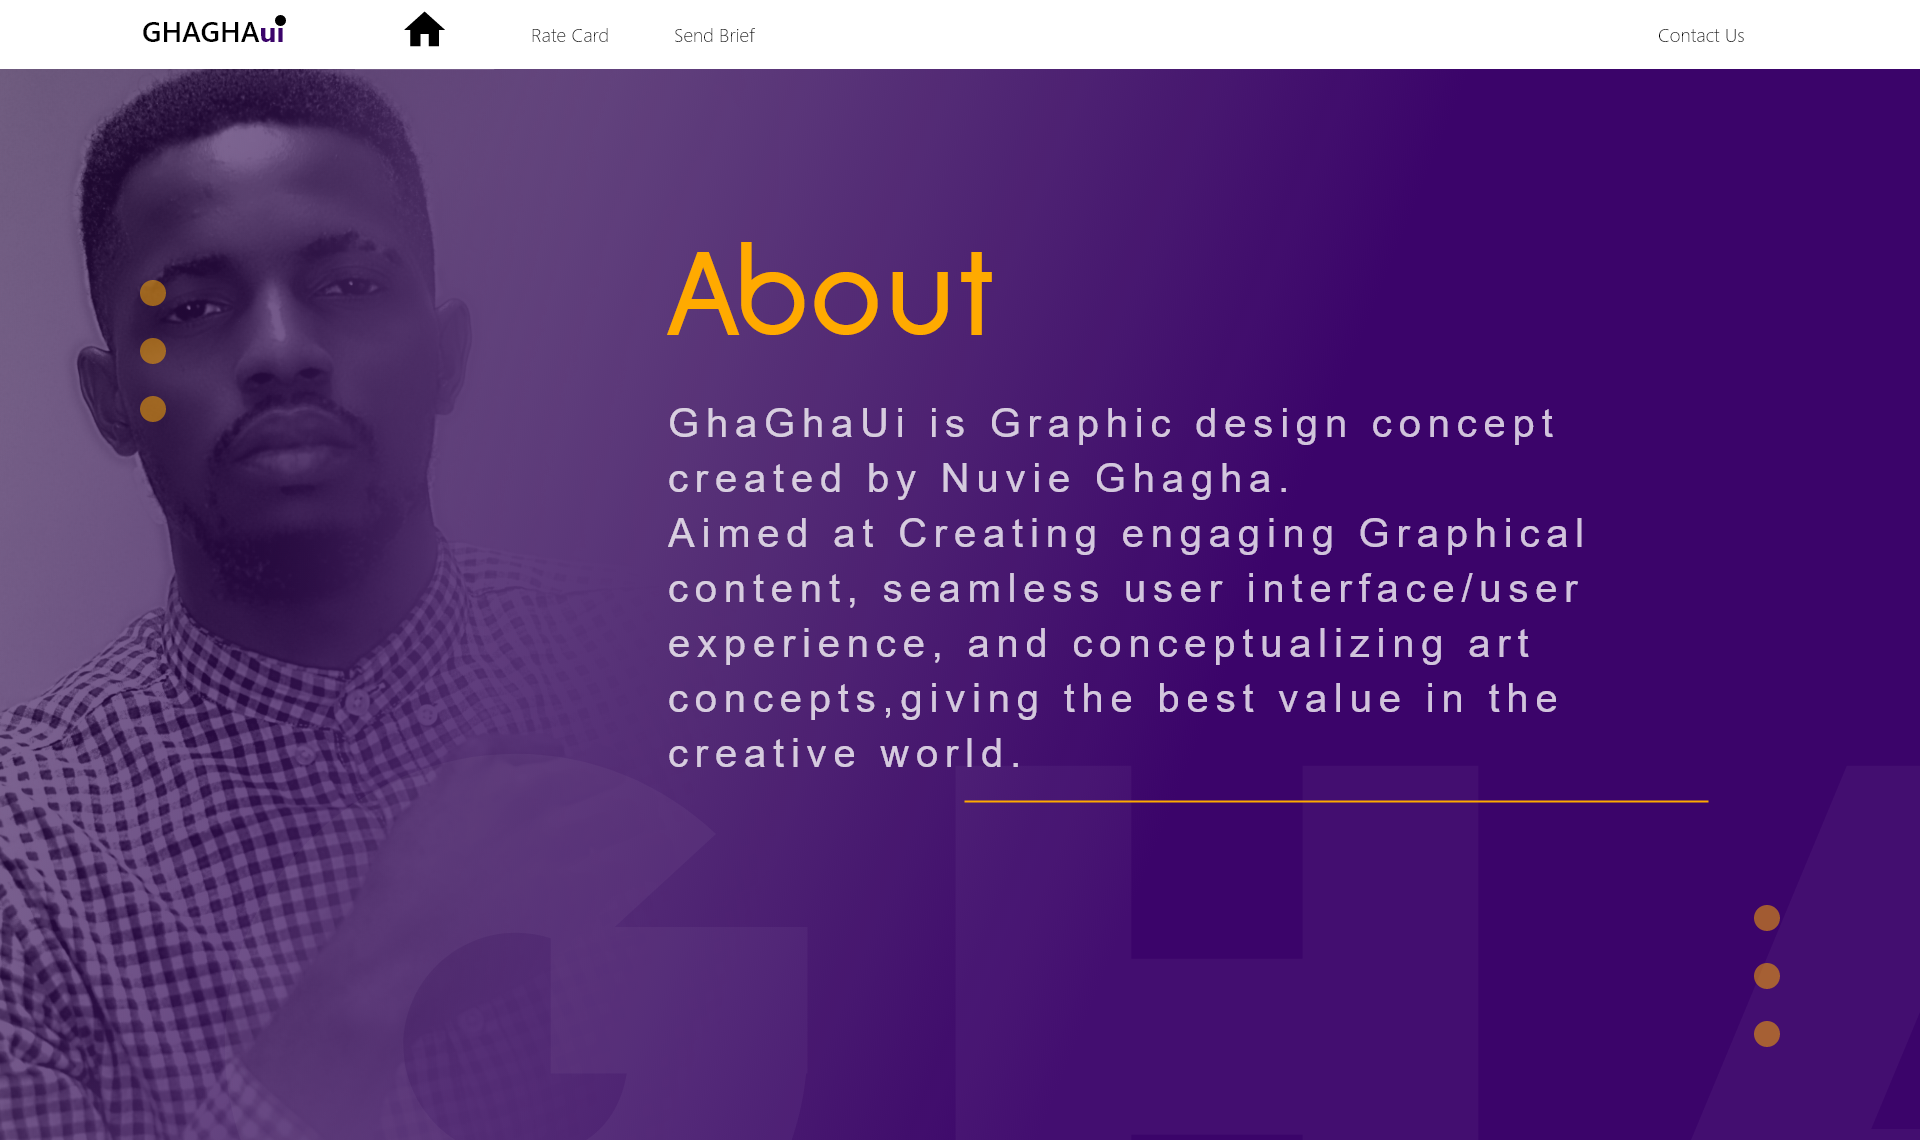 GHAGHAui
Rate Card
Send Brief
Contact Us
About
GhaGhaUi is Graphic design concept
created by Nuvie Ghagha.
Aimed at Creating engaging Graphical
content, seamless user interface/user
experience, and conceptualizing art
concepts,giving the best value in the
creative world.
GHA